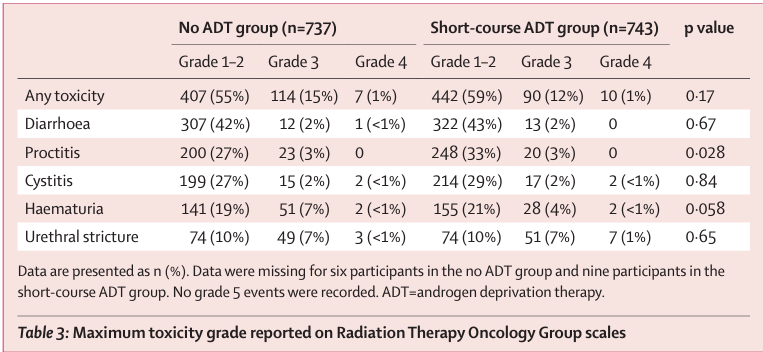 No ADT group (n=737) Short-course ADT group (n=743) p value
Grade 1–2 Grade 3 Grade 4 Grade 1–2 Grade 3 Grade 4
Any toxicity 407 (55%) 114 (15%) 7 (1%) 442 (59%) 90 (12%) 10 (1%) 0·17
Diarrhoea 307 (42%) 12 (2%) 1 (<1%) 322 (43%) 13 (2%) 0 0·67
Proctitis 200 (27%) 23 (3%) 0 248 (33%) 20 (3%) 0 0·028
Cystitis 199 (27%) 15 (2%) 2 (<1%) 214 (29%) 17 (2%) 2 (<1%) 0·84
Haematuria 141 (19%) 51 (7%) 2 (<1%) 155 (21%) 28 (4%) 2 (<1%) 0·058
Urethral stricture 74 (10%) 49 (7%) 3 (<1%) 74 (10%) 51 (7%) 7 (1%) 0·65
Data are presented as n (%). Data were missing for six participants in the no ADT group and nine participants in the
short-course ADT group. No grade 5 events were recorded. ADT=androgen deprivation therapy.
Table 3: Maximum toxicity grade reported on Radiation Therapy Oncology Group scales